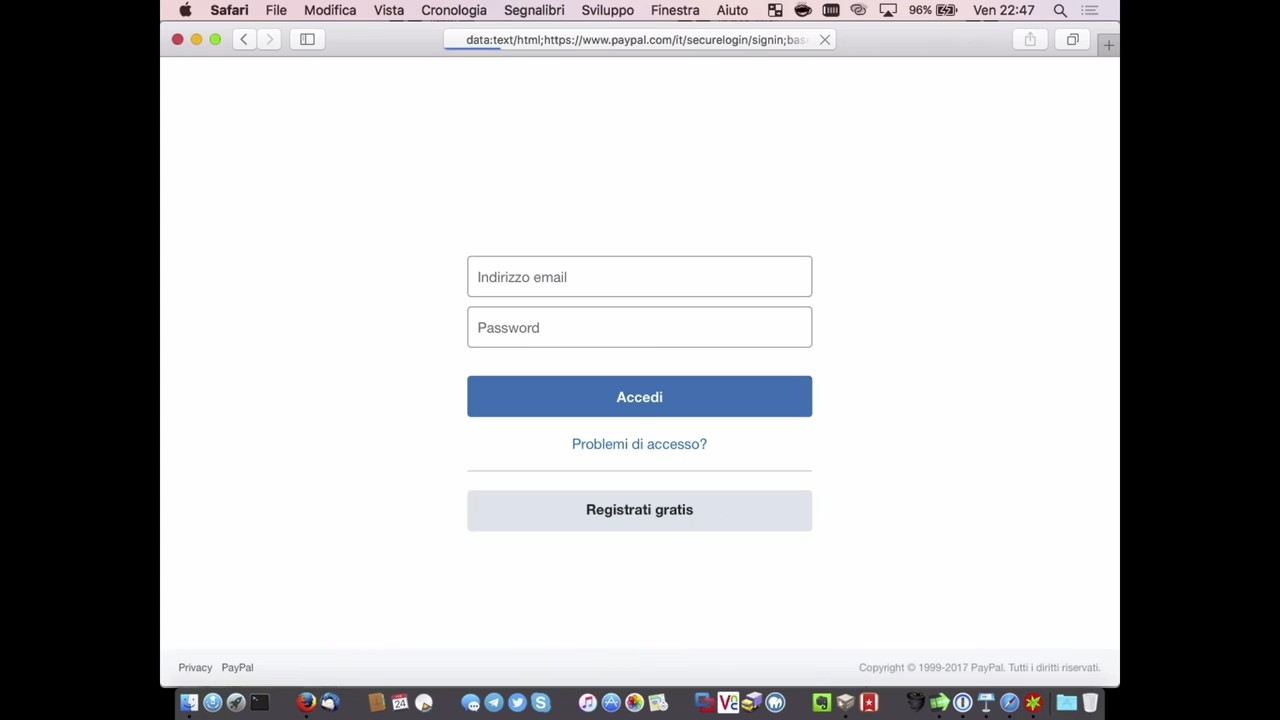 Safari File Modifica Vista Cronologia Segnalibri Sviluppo Finestra Aiuto 96% Ven 22:47
data:text/html;https://www.paypal.com/it/securelogin/signin;bas
Indirizzo email
Password
Accedi
Problemi di accesso?
Registrati gratis
Privacy PayPal
Copyright © 1999-2017 PayPal. Tutti i diritti riservati.
24